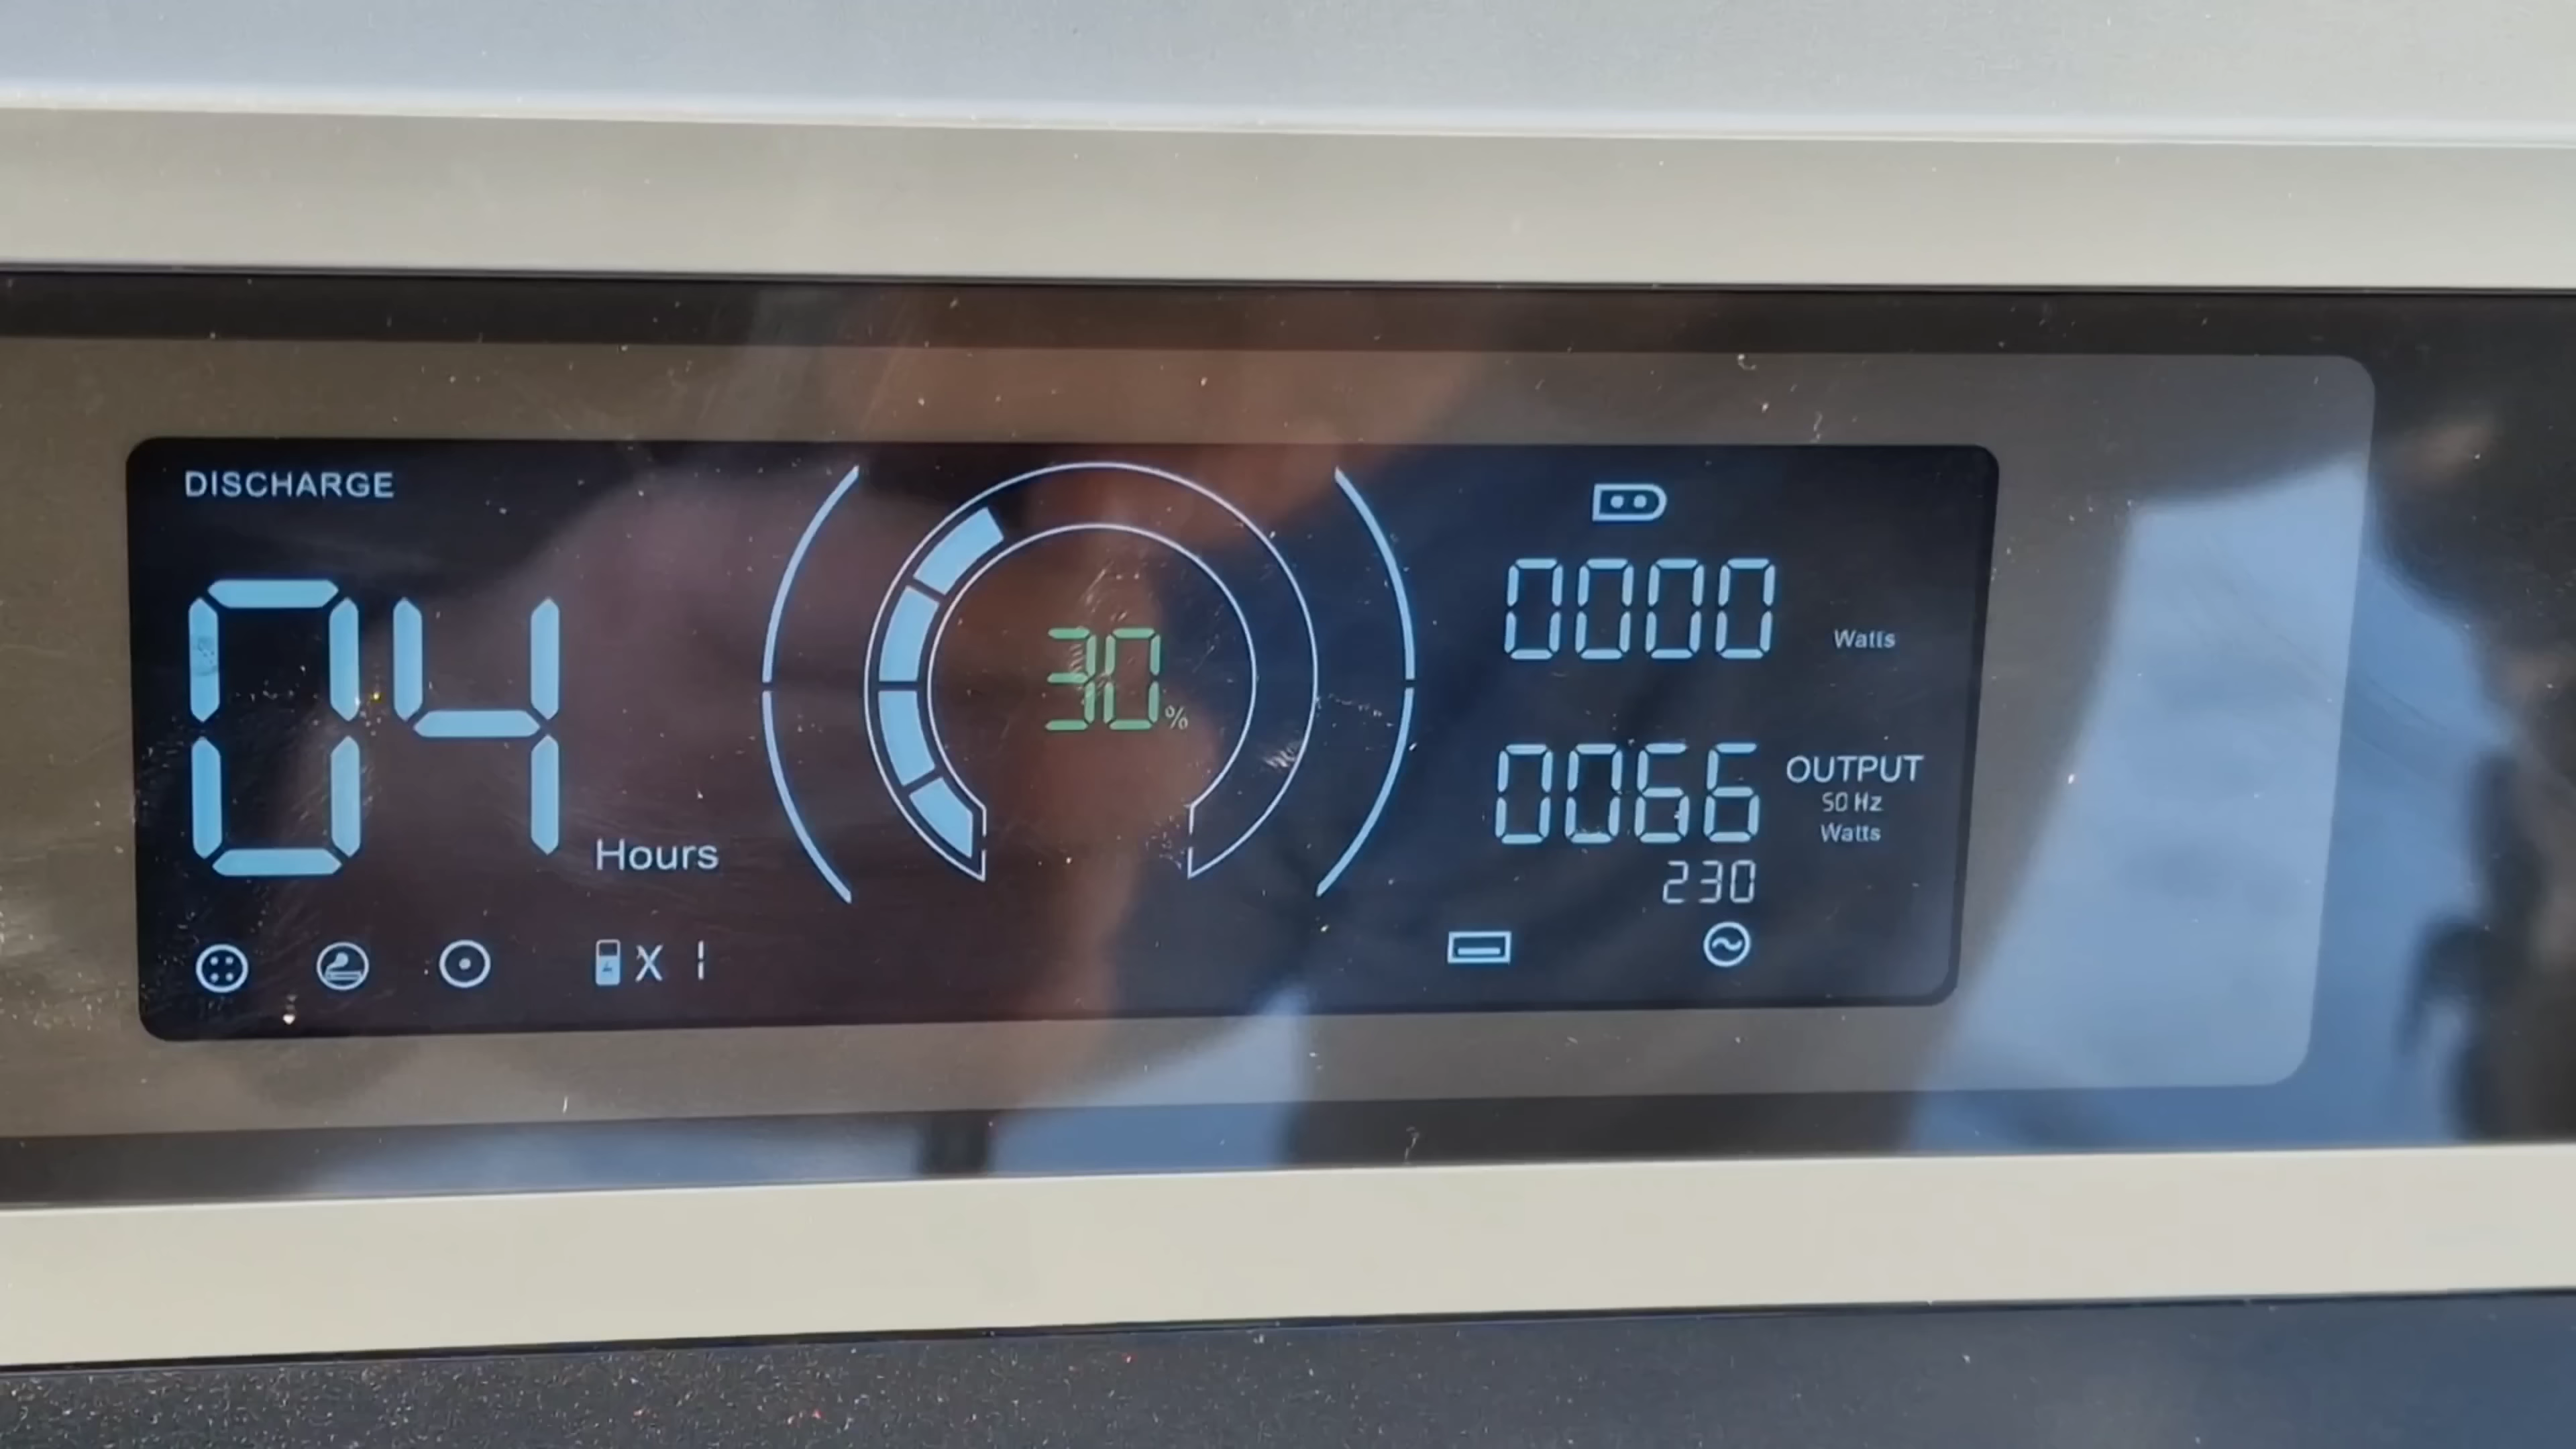 DISCHARGE
04 Hours
X 1
30 %
0000 Watts
0066 OUTPUT
50 Hz
Watts
230